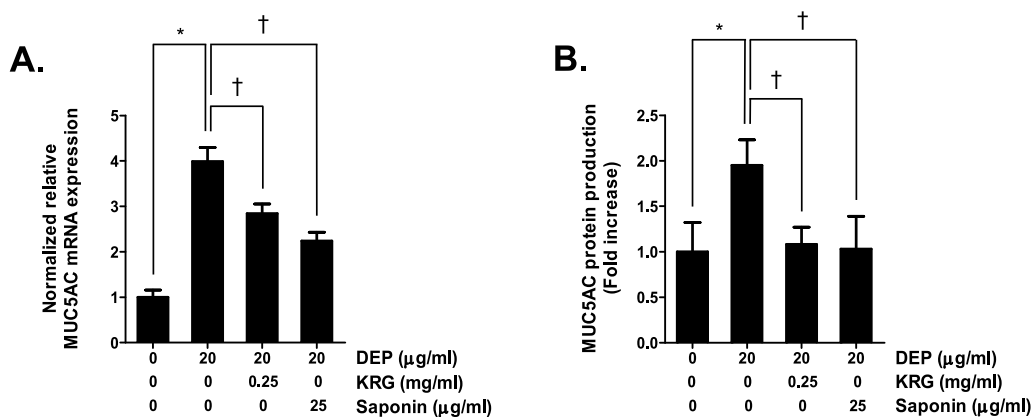 A.
*
†
†
Normalized relative
MUC5AC mRNA expression
5
4
3
2
1
0
0 20 20 20 DEP (µg/ml)
0 0 0.25 0 KRG (mg/ml)
0 0 0 25 Saponin (µg/ml)
B.
*
†
†
MUC5AC protein production
(Fold increase)
2.5
2.0
1.5
1.0
0.5
0.0
0 20 20 20 DEP (µg/ml)
0 0 0.25 0 KRG (mg/ml)
0 0 0 25 Saponin (µg/ml)